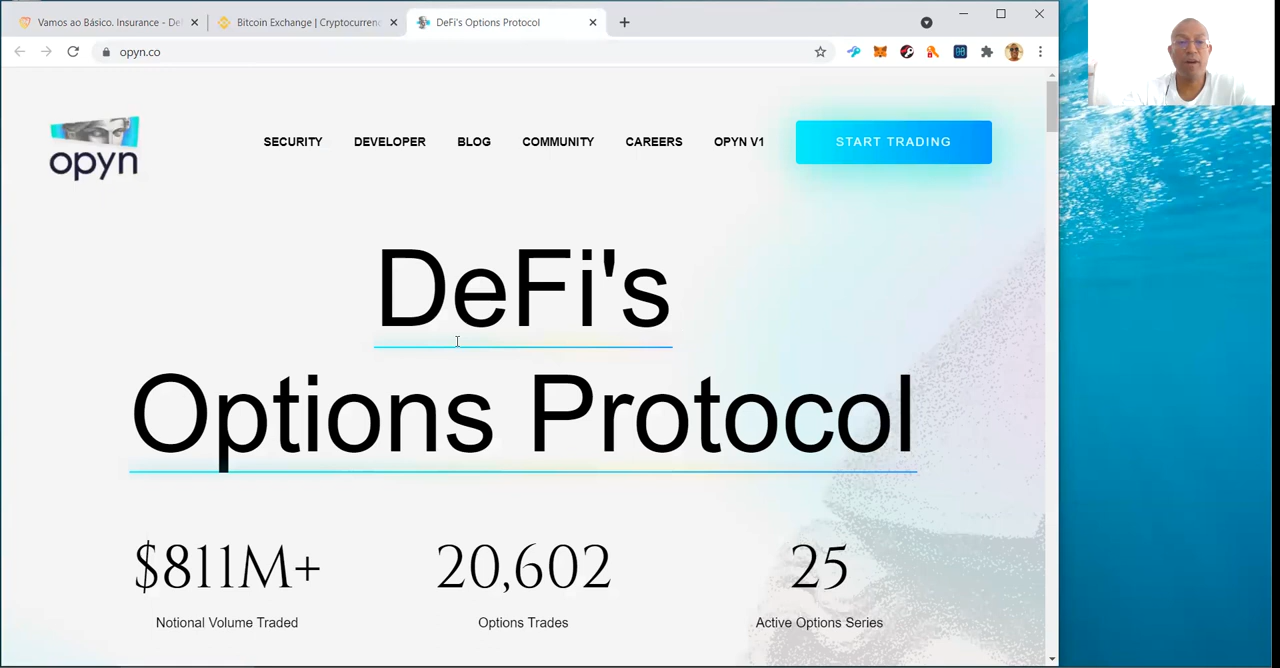 Vamos ao Básico. Insurance - De
Bitcoin Exchange | Cryptocurrenc
DeFi's Options Protocol
opyn.co
opyn
SECURITY
DEVELOPER
BLOG
COMMUNITY
CAREERS
OPYN V1
START TRADING
DeFi's
Options Protocol
$811M+
20,602
25
Notional Volume Traded
Options Trades
Active Options Series